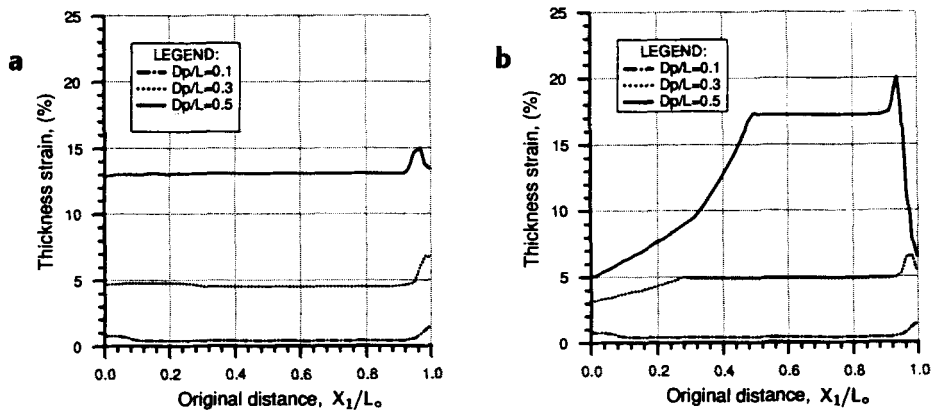 a
Thickness strain, (%)
25
20
15
10
5
0
LEGEND:
Dp/L=0.1
Dp/L=0.3
Dp/L=0.5
0.0 0.2 0.4 0.6 0.8 1.0
Original distance, X₁/Lₒ
b
Thickness strain, (%)
25
20
15
10
5
0
LEGEND:
Dp/L=0.1
Dp/L=0.3
Dp/L=0.5
0.0 0.2 0.4 0.6 0.8 1.0
Original distance, X₁/Lₒ